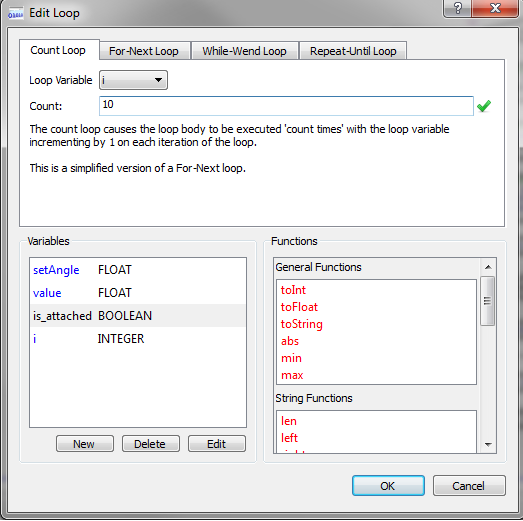 Edit Loop
?
Count Loop For-Next Loop While-Wend Loop Repeat-Until Loop
Loop Variable i
Count: 10
The count loop causes the loop body to be executed 'count times' with the loop variable
incrementing by 1 on each iteration of the loop.
This is a simplified version of a For-Next loop.
Variables
setAngle FLOAT
value FLOAT
is_attached BOOLEAN
i INTEGER
New Delete Edit
Functions
General Functions
toInt
toFloat
toString
abs
min
max
String Functions
len
left
OK Cancel